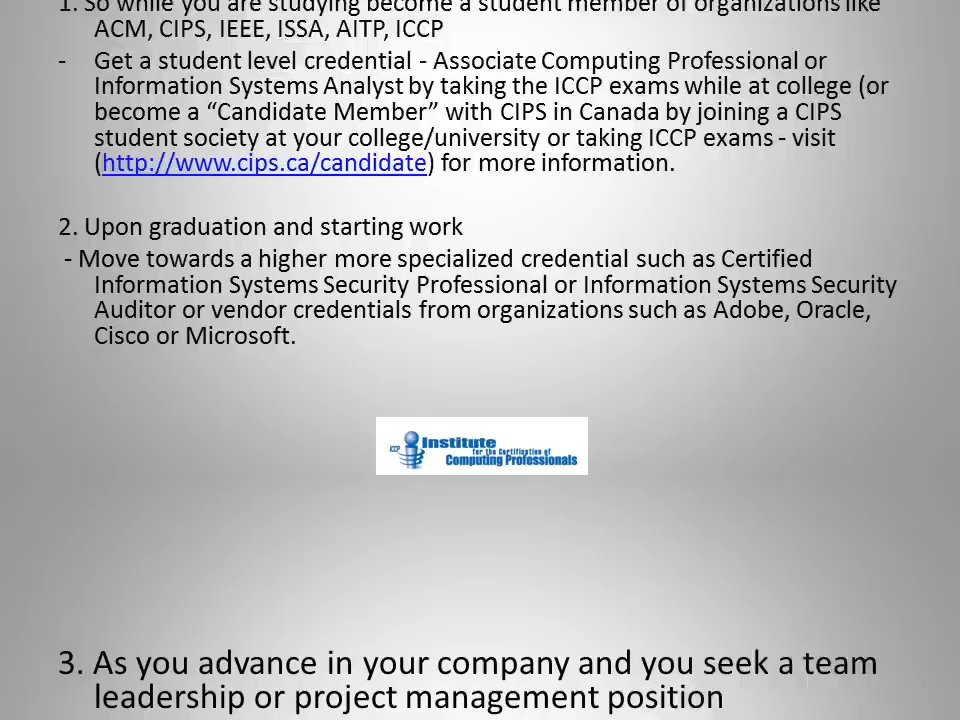 1. So while you are studying become a student member of organizations like
ACM, CIPS, IEEE, ISSA, AITP, ICCP
- Get a student level credential - Associate Computing Professional or
Information Systems Analyst by taking the ICCP exams while at college (or
become a “Candidate Member” with CIPS in Canada by joining a CIPS
student society at your college/university or taking ICCP exams - visit
(http://www.cips.ca/candidate) for more information.
2. Upon graduation and starting work
- Move towards a higher more specialized credential such as Certified
Information Systems Security Professional or Information Systems Security
Auditor or vendor credentials from organizations such as Adobe, Oracle,
Cisco or Microsoft.
ICCP Institute
for the Certification of
Computing Professionals
3. As you advance in your company and you seek a team
leadership or project management position